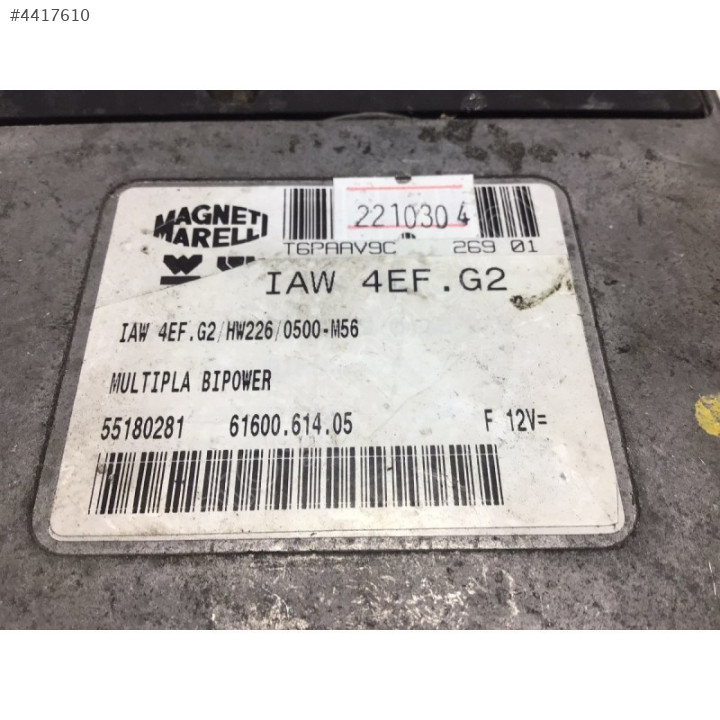 #4417610
MAGNETI
MARELLI
2210304
T6PAAV9C 269 01
IAW 4EF.G2
IAW 4EF.G2/HW226/0500-M56
MULTIPLA BIPOWER
55180281 61600.614.05 F 12V=